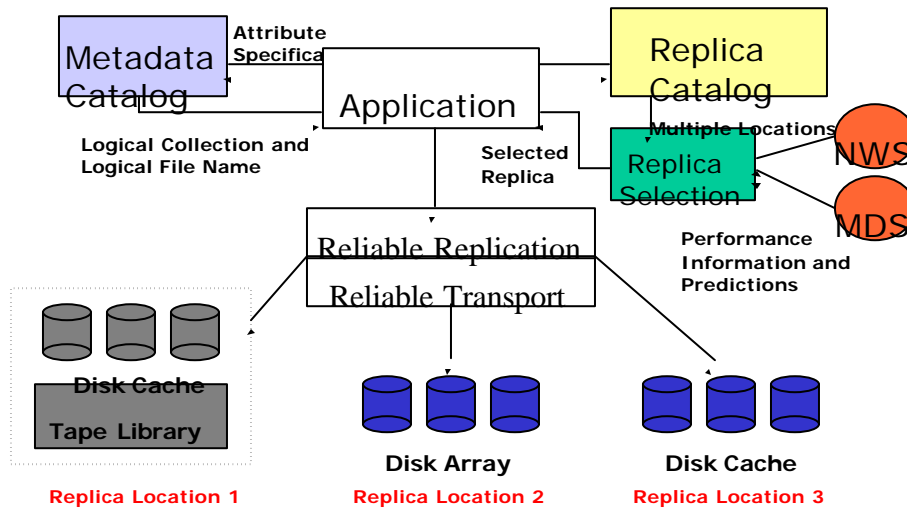 Metadata
Catalog
Attribute
Specifica
Application
Replica
Catalog
Logical Collection and
Logical File Name
Selected
Replica
Multiple Locations
Replica
Selection
NWS
MDS
Performance
Information and
Predictions
Reliable Replication
Reliable Transport
Disk Cache
Tape Library
Disk Array
Disk Cache
Replica Location 1
Replica Location 2
Replica Location 3